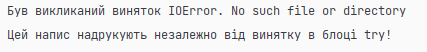 Був викликаний виняток IOError. No such file or directory
Цей напис надрукують незалежно від винятку в блоці try!